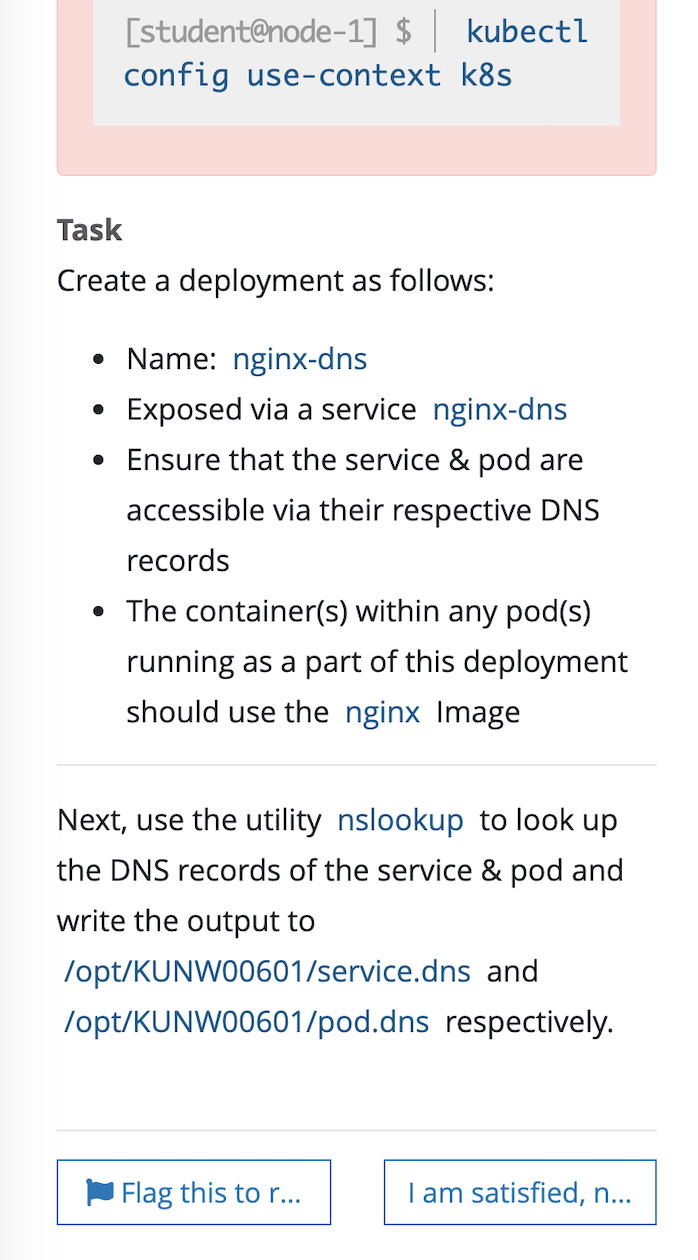 [student@node-1] $ | kubectl
config use-context k8s
Task
Create a deployment as follows:
• Name: nginx-dns
• Exposed via a service nginx-dns
• Ensure that the service & pod are
accessible via their respective DNS
records
• The container(s) within any pod(s)
running as a part of this deployment
should use the nginx Image
Next, use the utility nslookup to look up
the DNS records of the service & pod and
write the output to
/opt/KUNW00601/service.dns and
/opt/KUNW00601/pod.dns respectively.
Flag this to r...
I am satisfied, n...